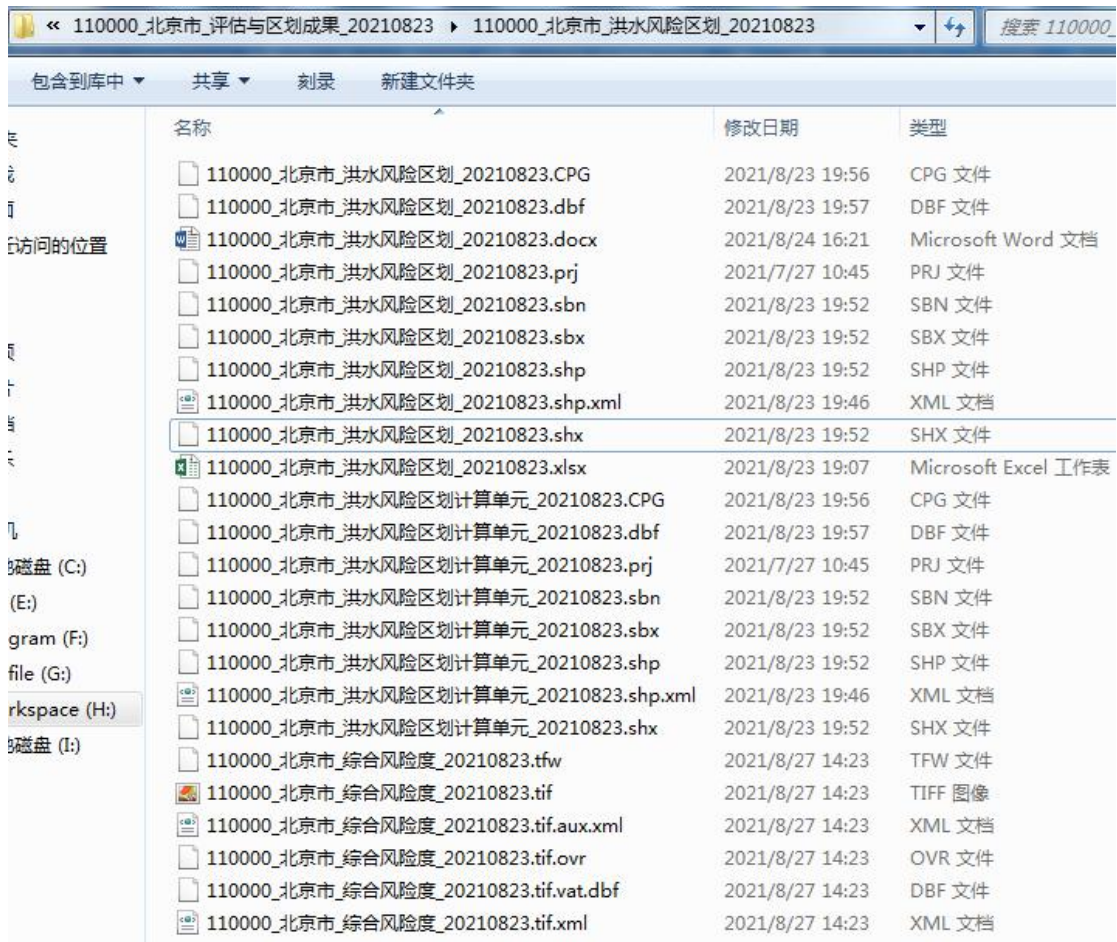 « 110000_北京市_评估与区划成果_20210823 ▸ 110000_北京市_洪水风险区划_20210823 搜索 110000_
包含到库中 共享 刻录 新建文件夹
名称 修改日期 类型
110000_北京市_洪水风险区划_20210823.CPG 2021/8/23 19:56 CPG 文件
110000_北京市_洪水风险区划_20210823.dbf 2021/8/23 19:57 DBF 文件
访问的位置 110000_北京市_洪水风险区划_20210823.docx 2021/8/24 16:21 Microsoft Word 文档
110000_北京市_洪水风险区划_20210823.prj 2021/7/27 10:45 PRJ 文件
110000_北京市_洪水风险区划_20210823.sbn 2021/8/23 19:52 SBN 文件
110000_北京市_洪水风险区划_20210823.sbx 2021/8/23 19:52 SBX 文件
110000_北京市_洪水风险区划_20210823.shp 2021/8/23 19:52 SHP 文件
110000_北京市_洪水风险区划_20210823.shp.xml 2021/8/23 19:46 XML 文档
110000_北京市_洪水风险区划_20210823.shx 2021/8/23 19:52 SHX 文件
110000_北京市_洪水风险区划_20210823.xlsx 2021/8/23 19:07 Microsoft Excel 工作表
110000_北京市_洪水风险区划计算单元_20210823.CPG 2021/8/23 19:56 CPG 文件
110000_北京市_洪水风险区划计算单元_20210823.dbf 2021/8/23 19:57 DBF 文件
磁盘 (C:) 110000_北京市_洪水风险区划计算单元_20210823.prj 2021/7/27 10:45 PRJ 文件
(E:) 110000_北京市_洪水风险区划计算单元_20210823.sbn 2021/8/23 19:52 SBN 文件
gram (F:) 110000_北京市_洪水风险区划计算单元_20210823.sbx 2021/8/23 19:52 SBX 文件
file (G:) 110000_北京市_洪水风险区划计算单元_20210823.shp 2021/8/23 19:52 SHP 文件
rkspace (H:) 110000_北京市_洪水风险区划计算单元_20210823.shp.xml 2021/8/23 19:46 XML 文档
磁盘 (I:) 110000_北京市_洪水风险区划计算单元_20210823.shx 2021/8/23 19:52 SHX 文件
110000_北京市_综合风险度_20210823.tfw 2021/8/27 14:23 TFW 文件
110000_北京市_综合风险度_20210823.tif 2021/8/27 14:23 TIFF 图像
110000_北京市_综合风险度_20210823.tif.aux.xml 2021/8/27 14:23 XML 文档
110000_北京市_综合风险度_20210823.tif.ovr 2021/8/27 14:23 OVR 文件
110000_北京市_综合风险度_20210823.tif.vat.dbf 2021/8/27 14:23 DBF 文件
110000_北京市_综合风险度_20210823.tif.xml 2021/8/27 14:23 XML 文档